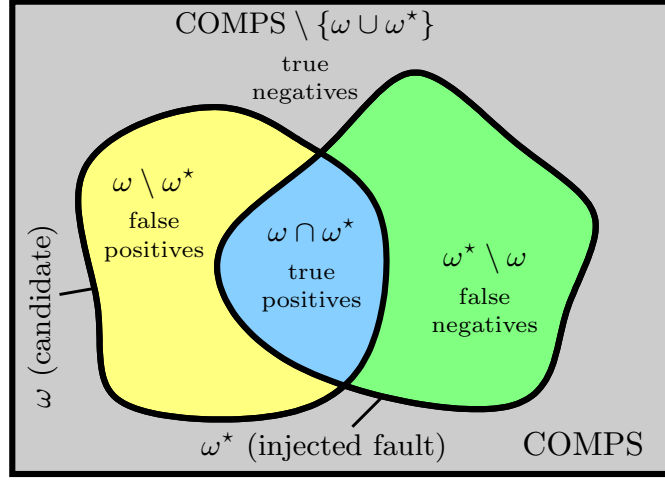 COMPS \ {ω ∪ ω⋆}
true
negatives
ω \ ω⋆
false
positives
ω ∩ ω⋆
true
positives
ω⋆ \ ω
false
negatives
ω (candidate)
ω⋆ (injected fault)
COMPS